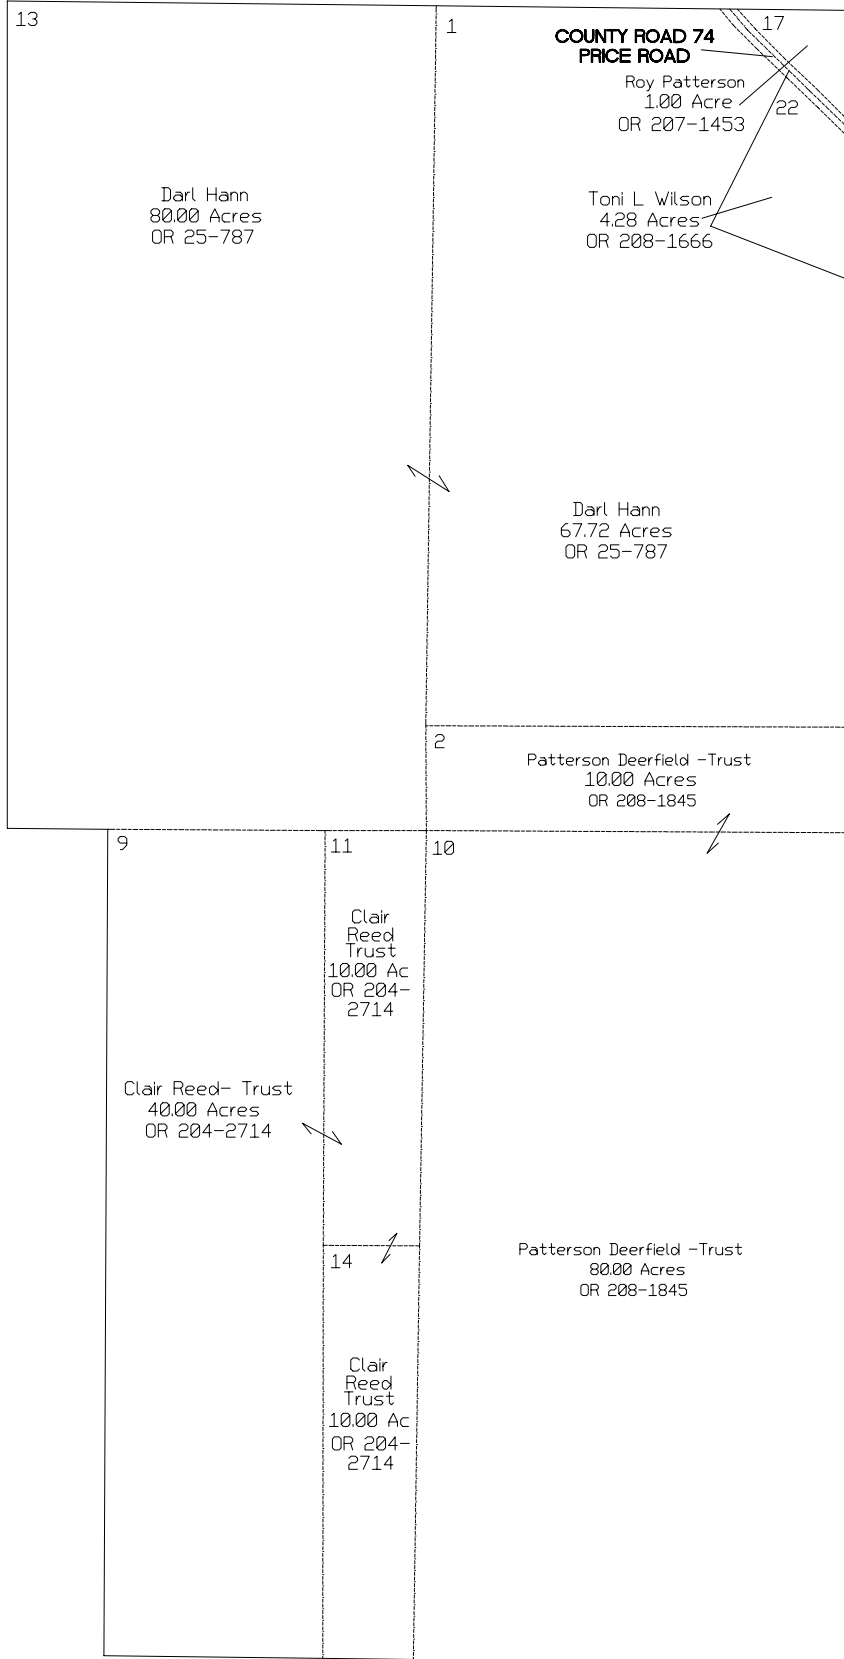 13
1
17
COUNTY ROAD 74
PRICE ROAD
Roy Patterson
1.00 Acre
OR 207-1453
22
Darl Hann
80.00 Acres
OR 25-787
Toni L Wilson
4.28 Acres
OR 208-1666
Darl Hann
67.72 Acres
OR 25-787
2
Patterson Deerfield -Trust
10.00 Acres
OR 208-1845
9
11
10
Clair
Reed
Trust
10.00 Ac
OR 204-
2714
Clair Reed- Trust
40.00 Acres
OR 204-2714
14
Patterson Deerfield -Trust
80.00 Acres
OR 208-1845
Clair
Reed
Trust
10.00 Ac
OR 204-
2714